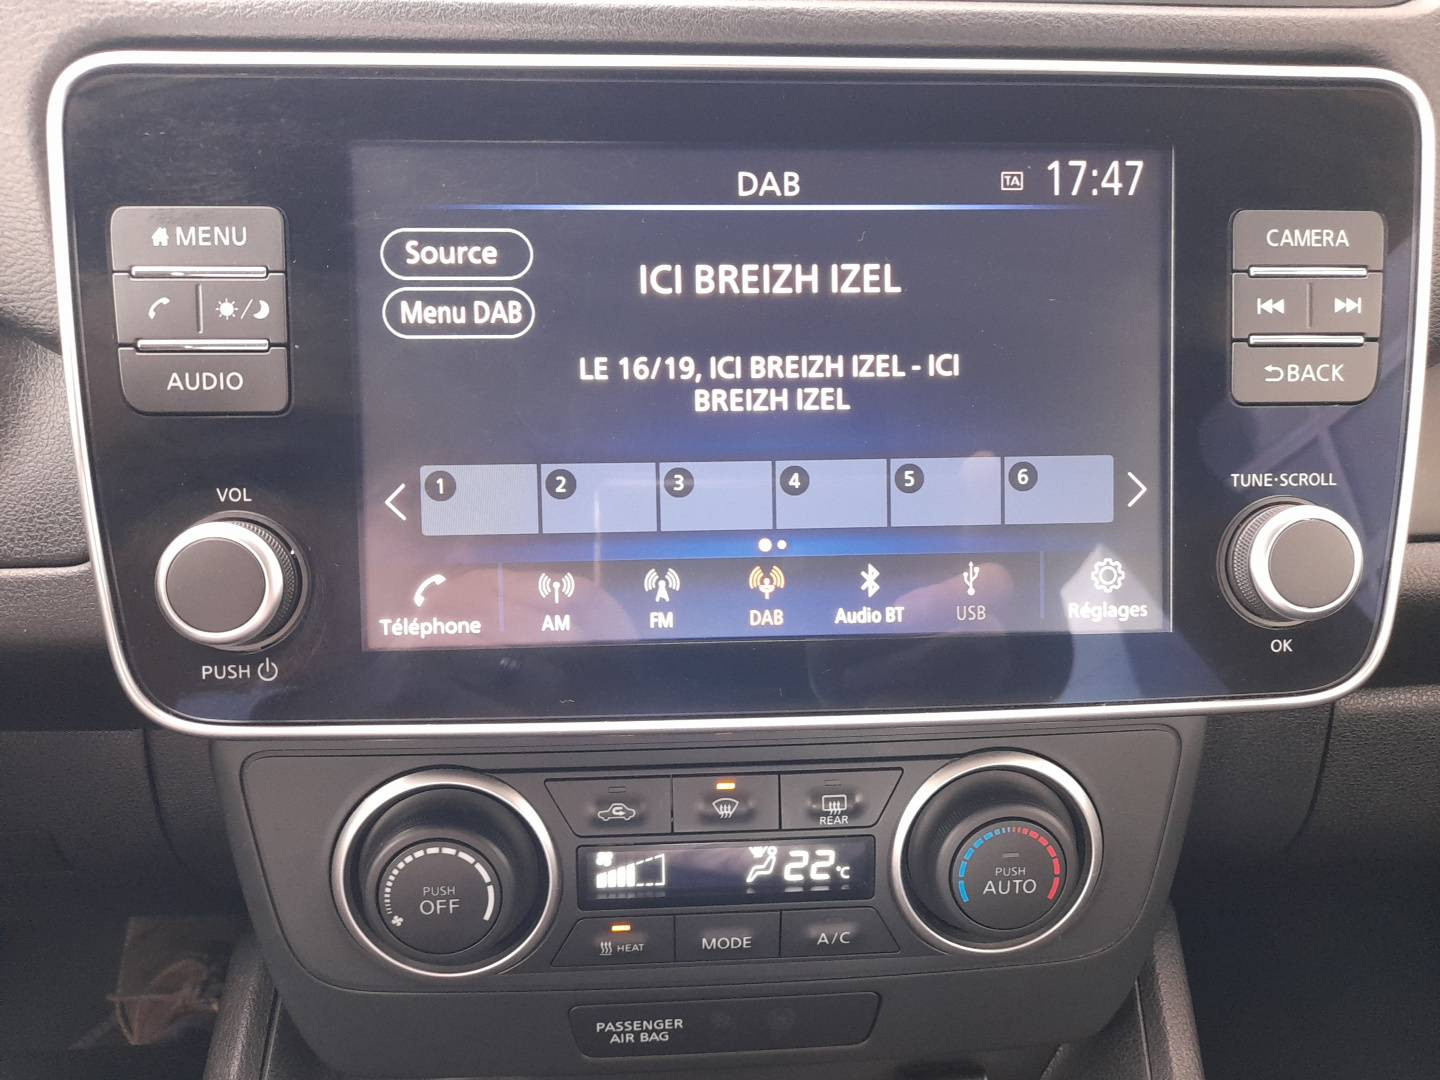 DAB
TA 17:47
MENU
Source
CAMERA
ICI BREIZH IZEL
Menu DAB
LE 16/19, ICI BREIZH IZEL - ICI
BREIZH IZEL
AUDIO
BACK
1 2 3 4 5 6
VOL
TUNE·SCROLL
Téléphone
AM
FM
DAB
Audio BT
USB
Réglages
PUSH
OK
REAR
PUSH
OFF
22°C
PUSH
AUTO
HEAT
MODE
A/C
PASSENGER
AIR BAG